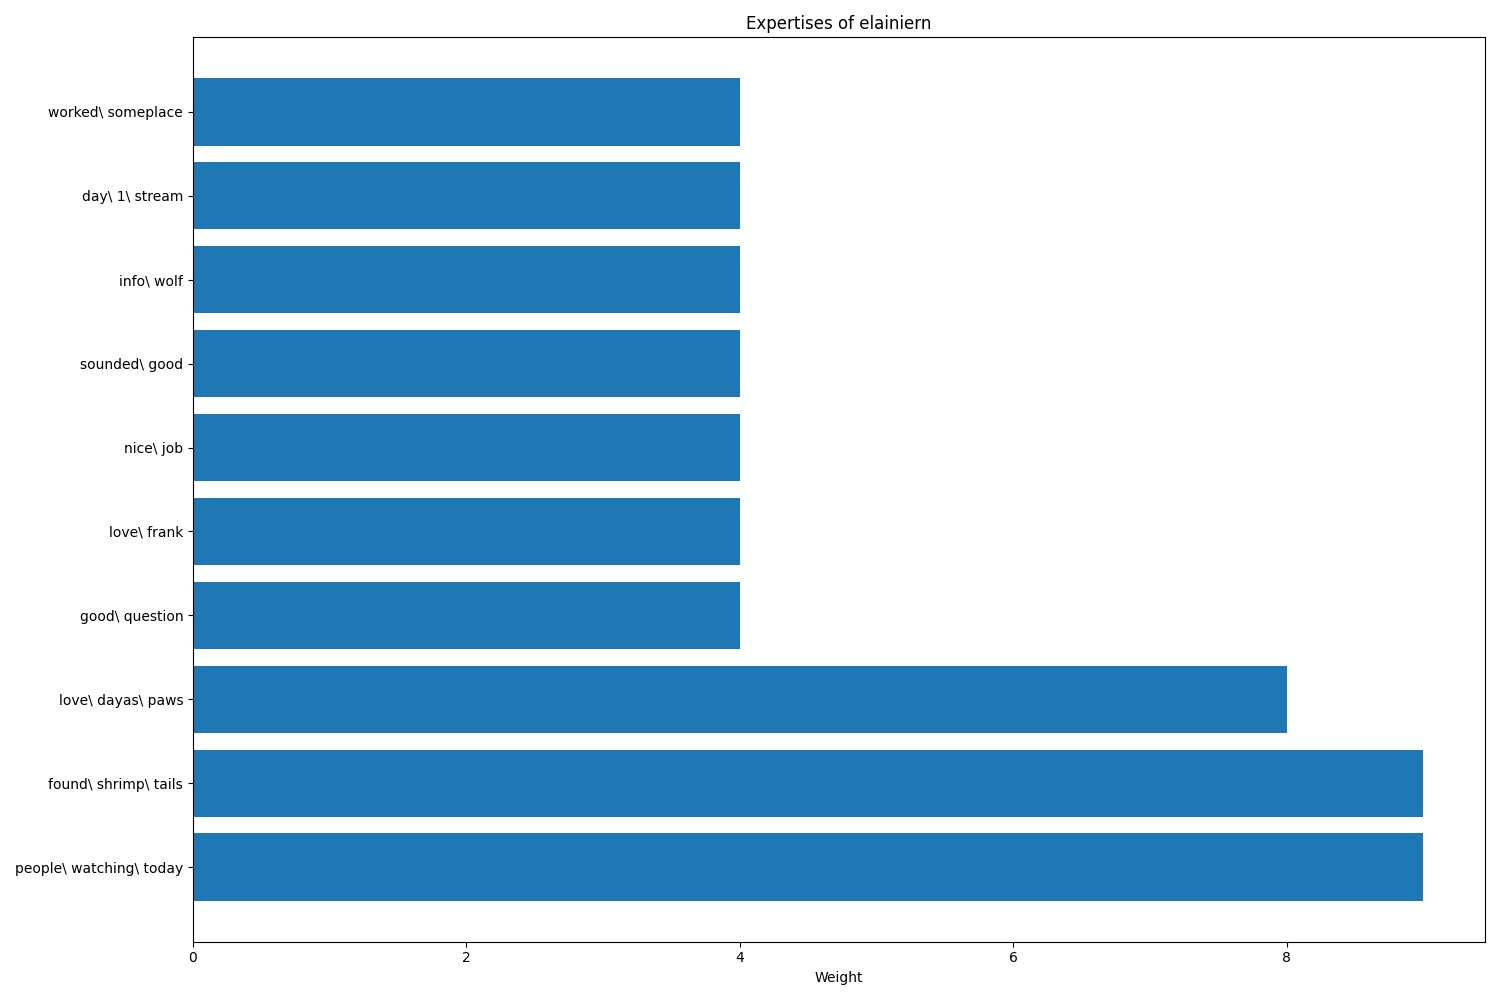 Expertises of elainiern
worked\ someplace
day\ 1\ stream
info\ wolf
sounded\ good
nice\ job
love\ frank
good\ question
love\ dayas\ paws
found\ shrimp\ tails
people\ watching\ today
0 2 4 6 8
Weight